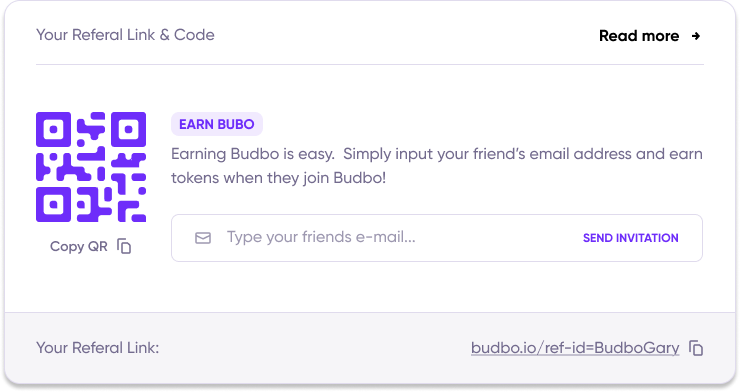 Your Referal Link & Code
Read more
EARN BUBO
Earning Budbo is easy. Simply input your friend's email address and earn
tokens when they join Budbo!
Copy QR
Type your friends e-mail...
SEND INVITATION
Your Referal Link:
budbo.io/ref-id=BudboGary